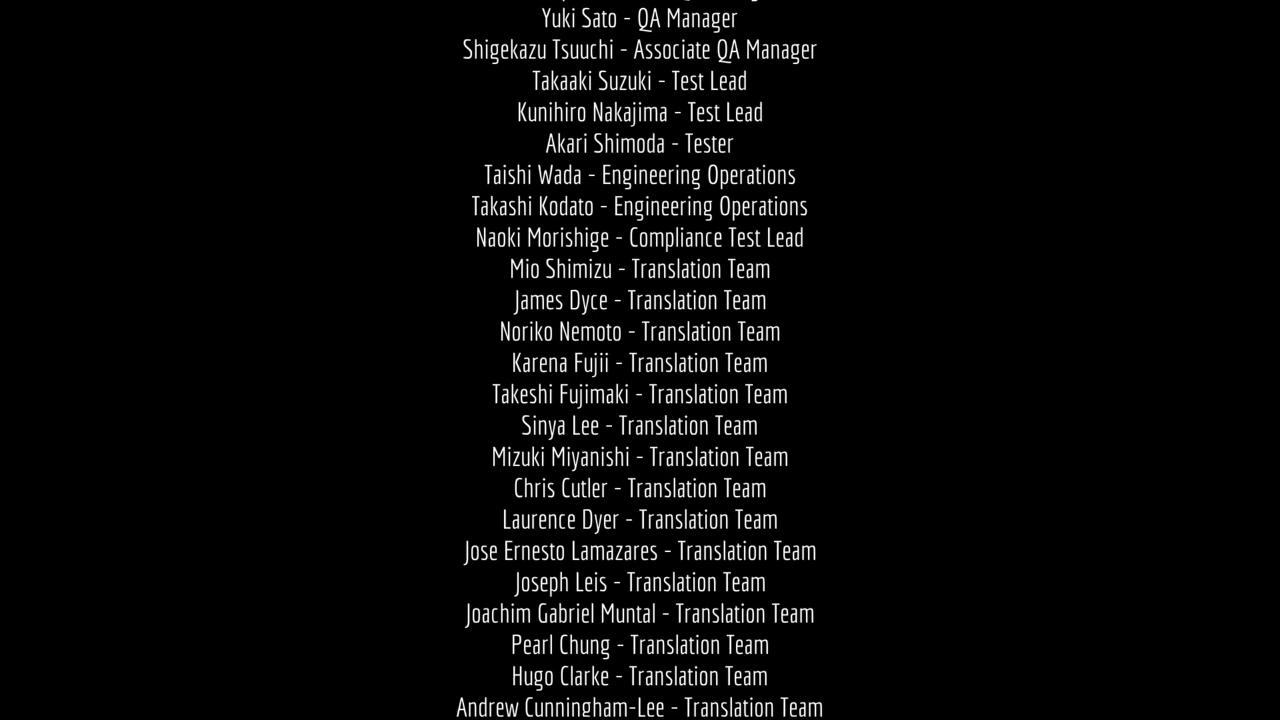 Yuki Sato - QA Manager
Shigekazu Tsuuchi - Associate QA Manager
Takaaki Suzuki - Test Lead
Kunihiro Nakajima - Test Lead
Akari Shimoda - Tester
Taishi Wada - Engineering Operations
Takashi Kodato - Engineering Operations
Naoki Morishige - Compliance Test Lead
Mio Shimizu - Translation Team
James Dyce - Translation Team
Noriko Nemoto - Translation Team
Karena Fujii - Translation Team
Takeshi Fujimaki - Translation Team
Sinya Lee - Translation Team
Mizuki Miyanishi - Translation Team
Chris Cutler - Translation Team
Laurence Dyer - Translation Team
Jose Ernesto Lamazares - Translation Team
Joseph Leis - Translation Team
Joachim Gabriel Muntal - Translation Team
Pearl Chung - Translation Team
Hugo Clarke - Translation Team
Andrew Cunningham-Lee - Translation Team